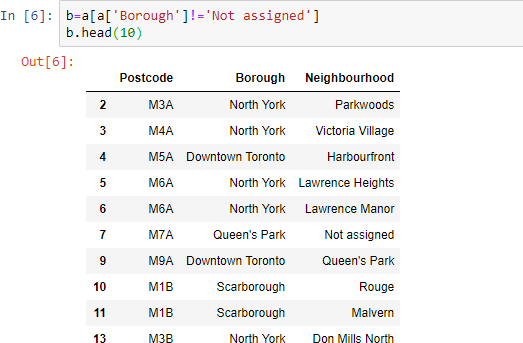 In [6]: b=a[a['Borough']!='Not assigned']
b.head(10)
Out[6]:
Postcode Borough Neighbourhood
2 M3A North York Parkwoods
3 M4A North York Victoria Village
4 M5A Downtown Toronto Harbourfront
5 M6A North York Lawrence Heights
6 M6A North York Lawrence Manor
7 M7A Queen's Park Not assigned
9 M9A Downtown Toronto Queen's Park
10 M1B Scarborough Rouge
11 M1B Scarborough Malvern
13 M3B North York Don Mills North